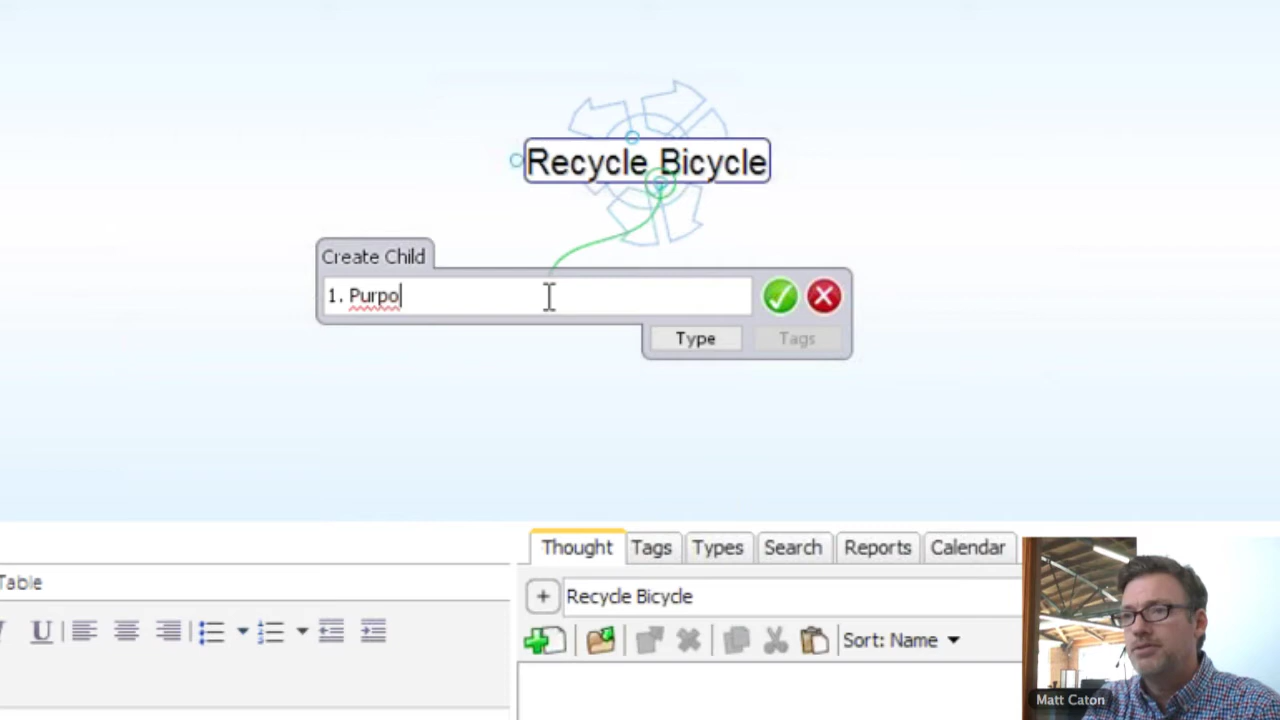 Recycle Bicycle
Create Child
1. Purpo
Type Tags
Thought Tags Types Search Reports Calendar
Table
+ Recycle Bicycle
U
Sort: Name
Matt Caton